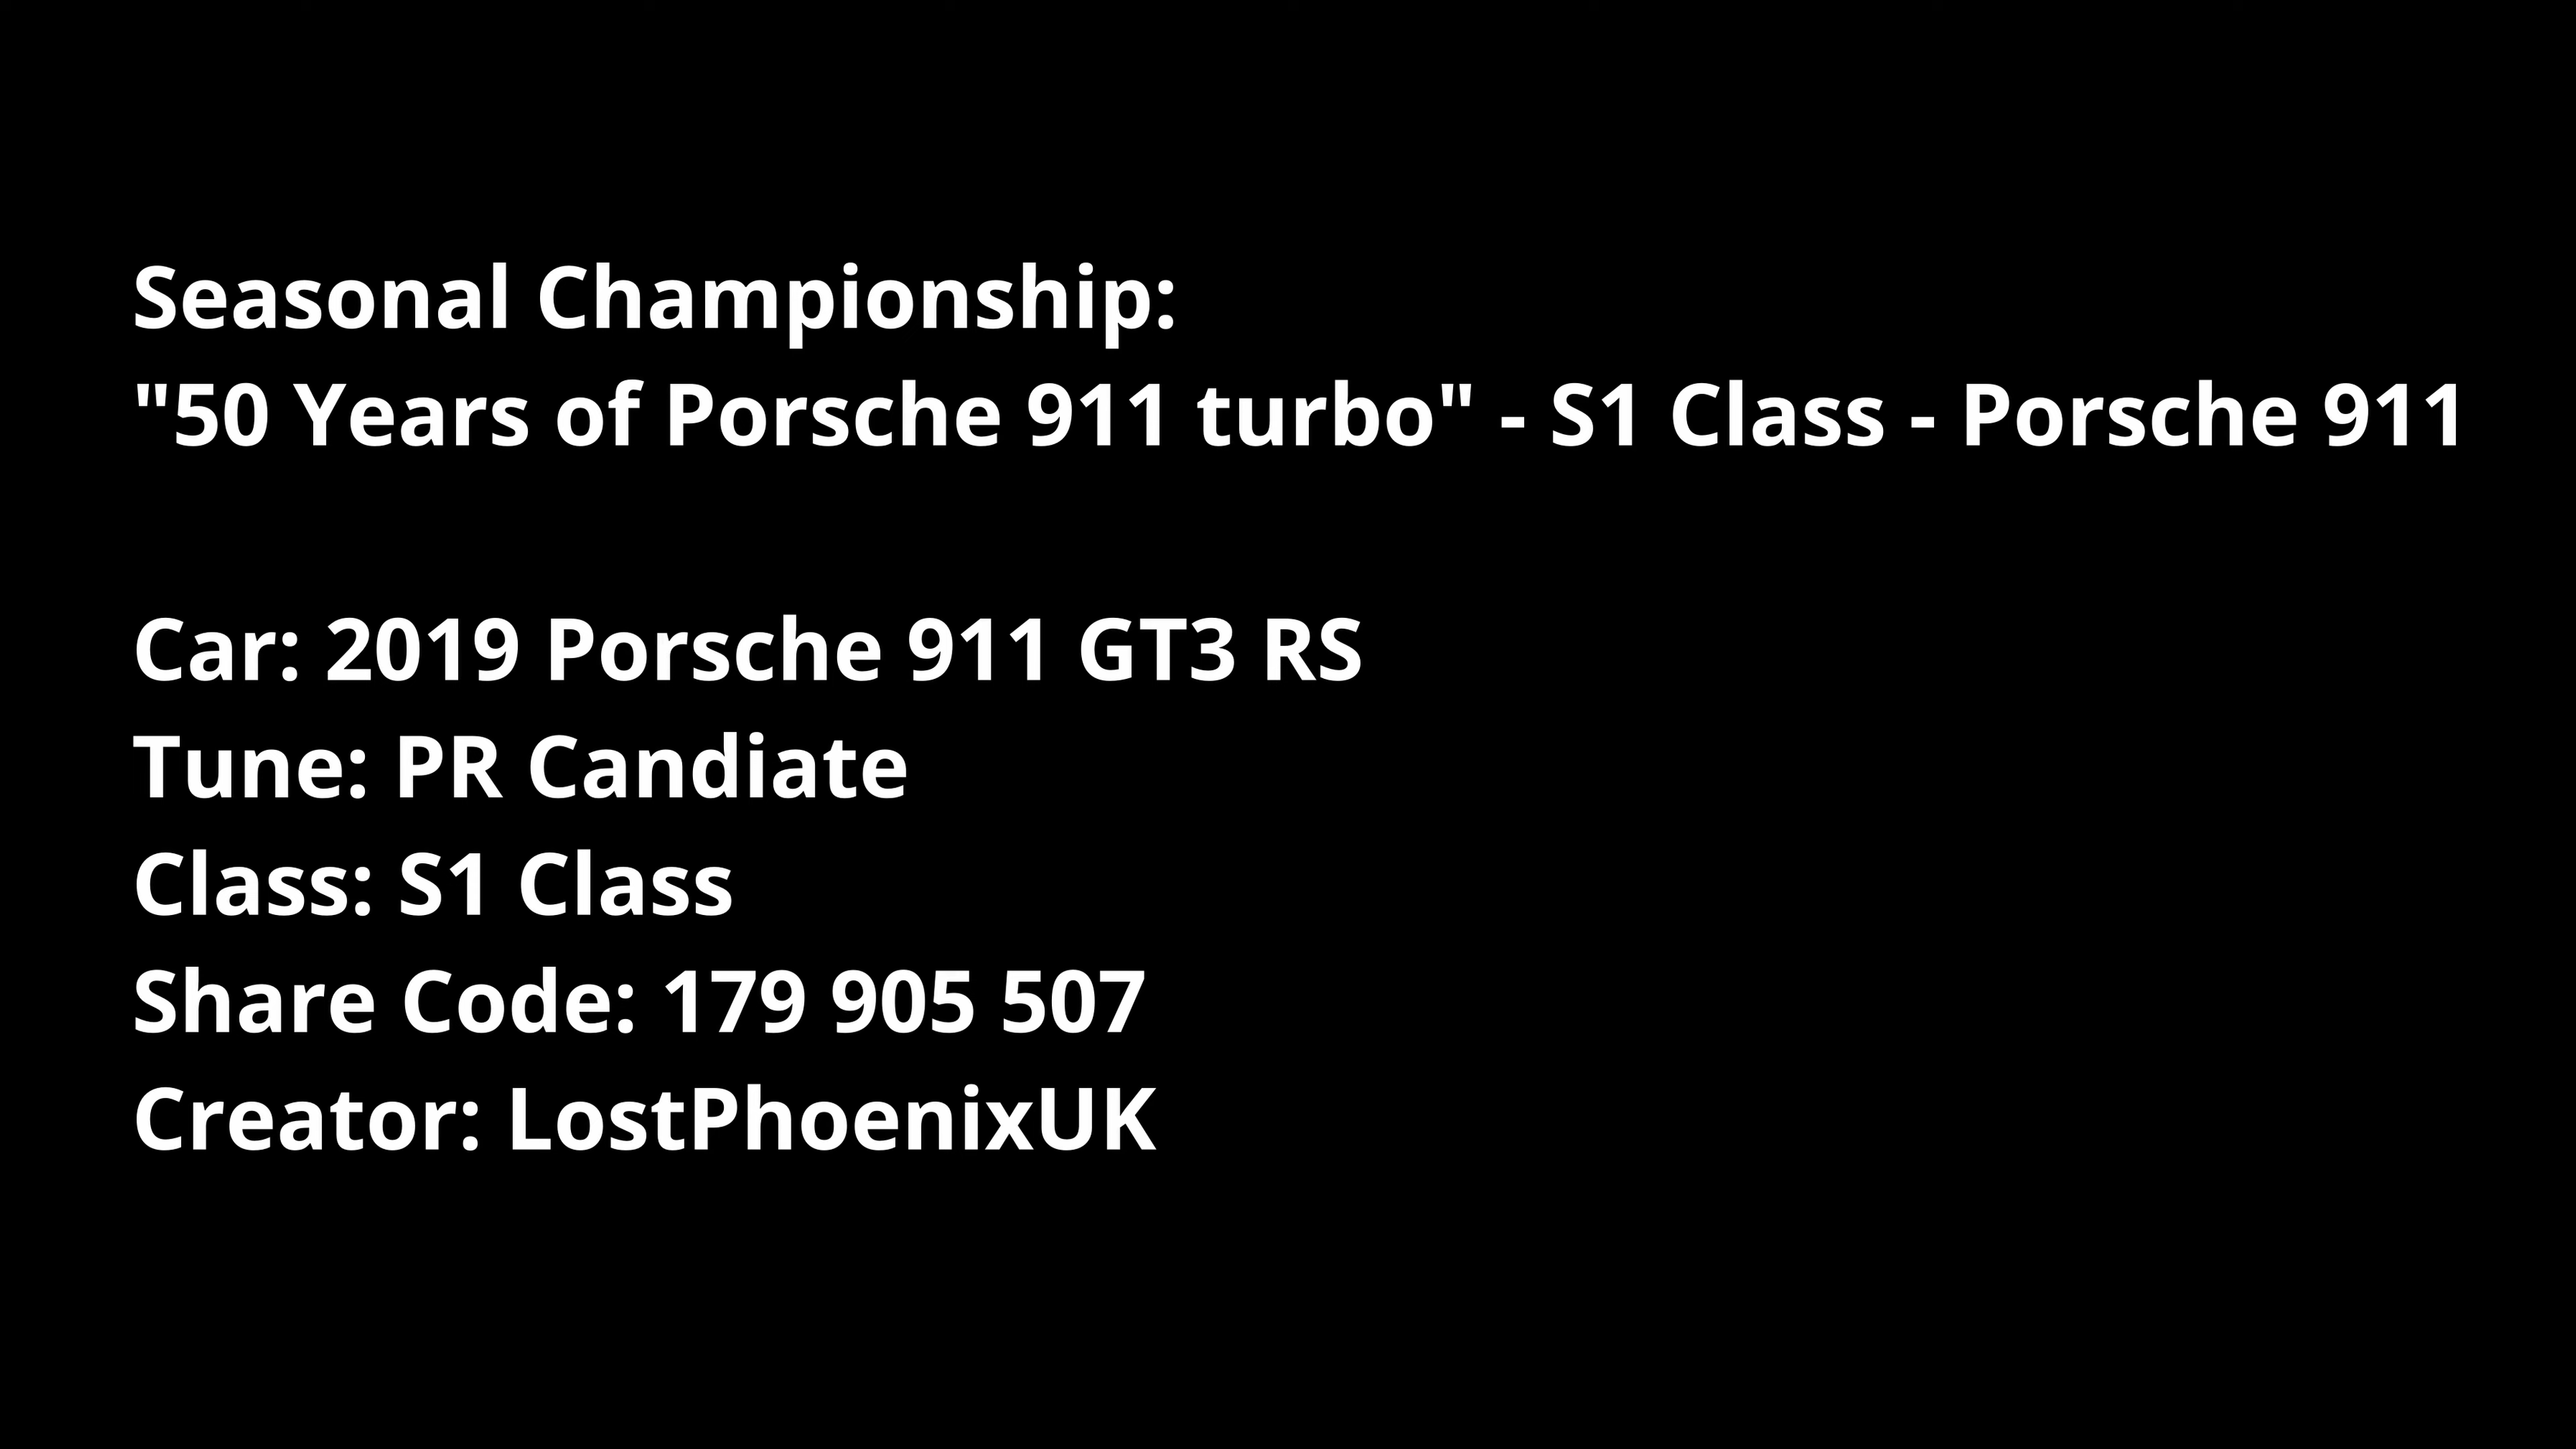 Seasonal Championship:
"50 Years of Porsche 911 turbo" - S1 Class - Porsche 911
Car: 2019 Porsche 911 GT3 RS
Tune: PR Candiate
Class: S1 Class
Share Code: 179 905 507
Creator: LostPhoenixUK